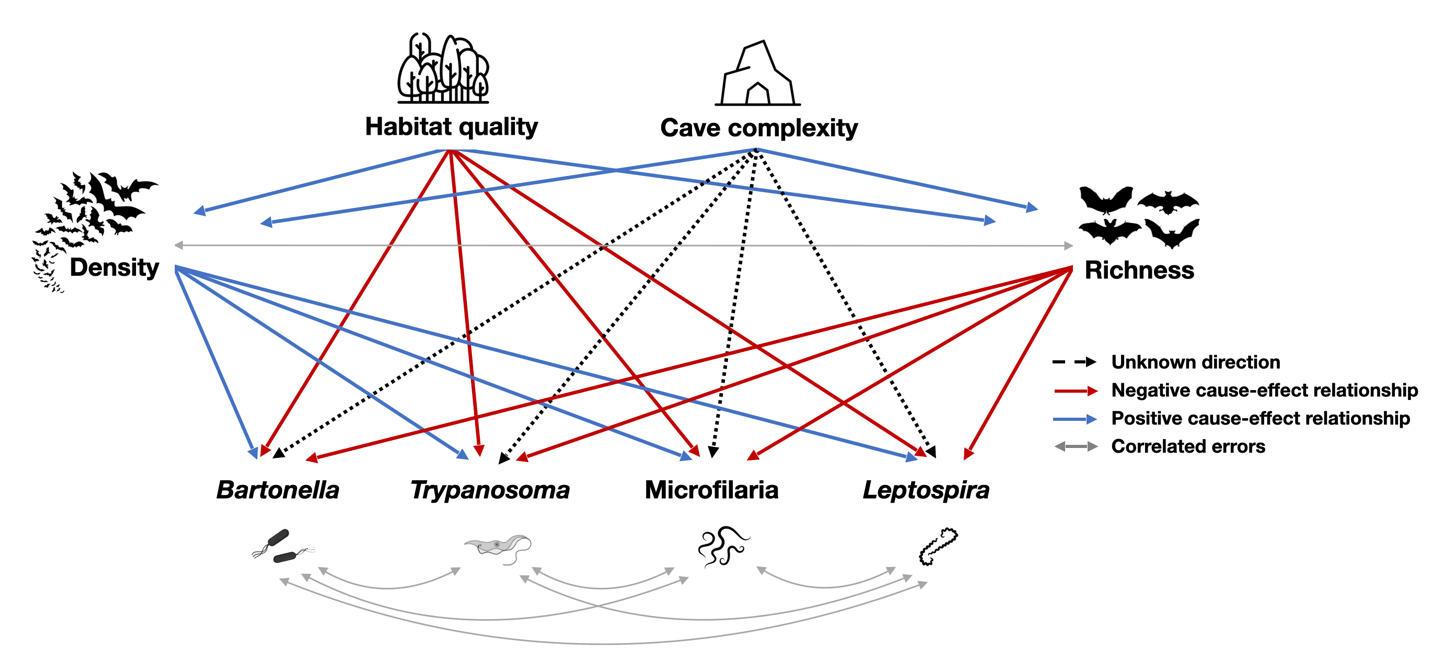 Habitat quality
Cave complexity
Density
Richness
Unknown direction
Negative cause-effect relationship
Positive cause-effect relationship
Correlated errors
Bartonella
Trypanosoma
Microfilaria
Leptospira